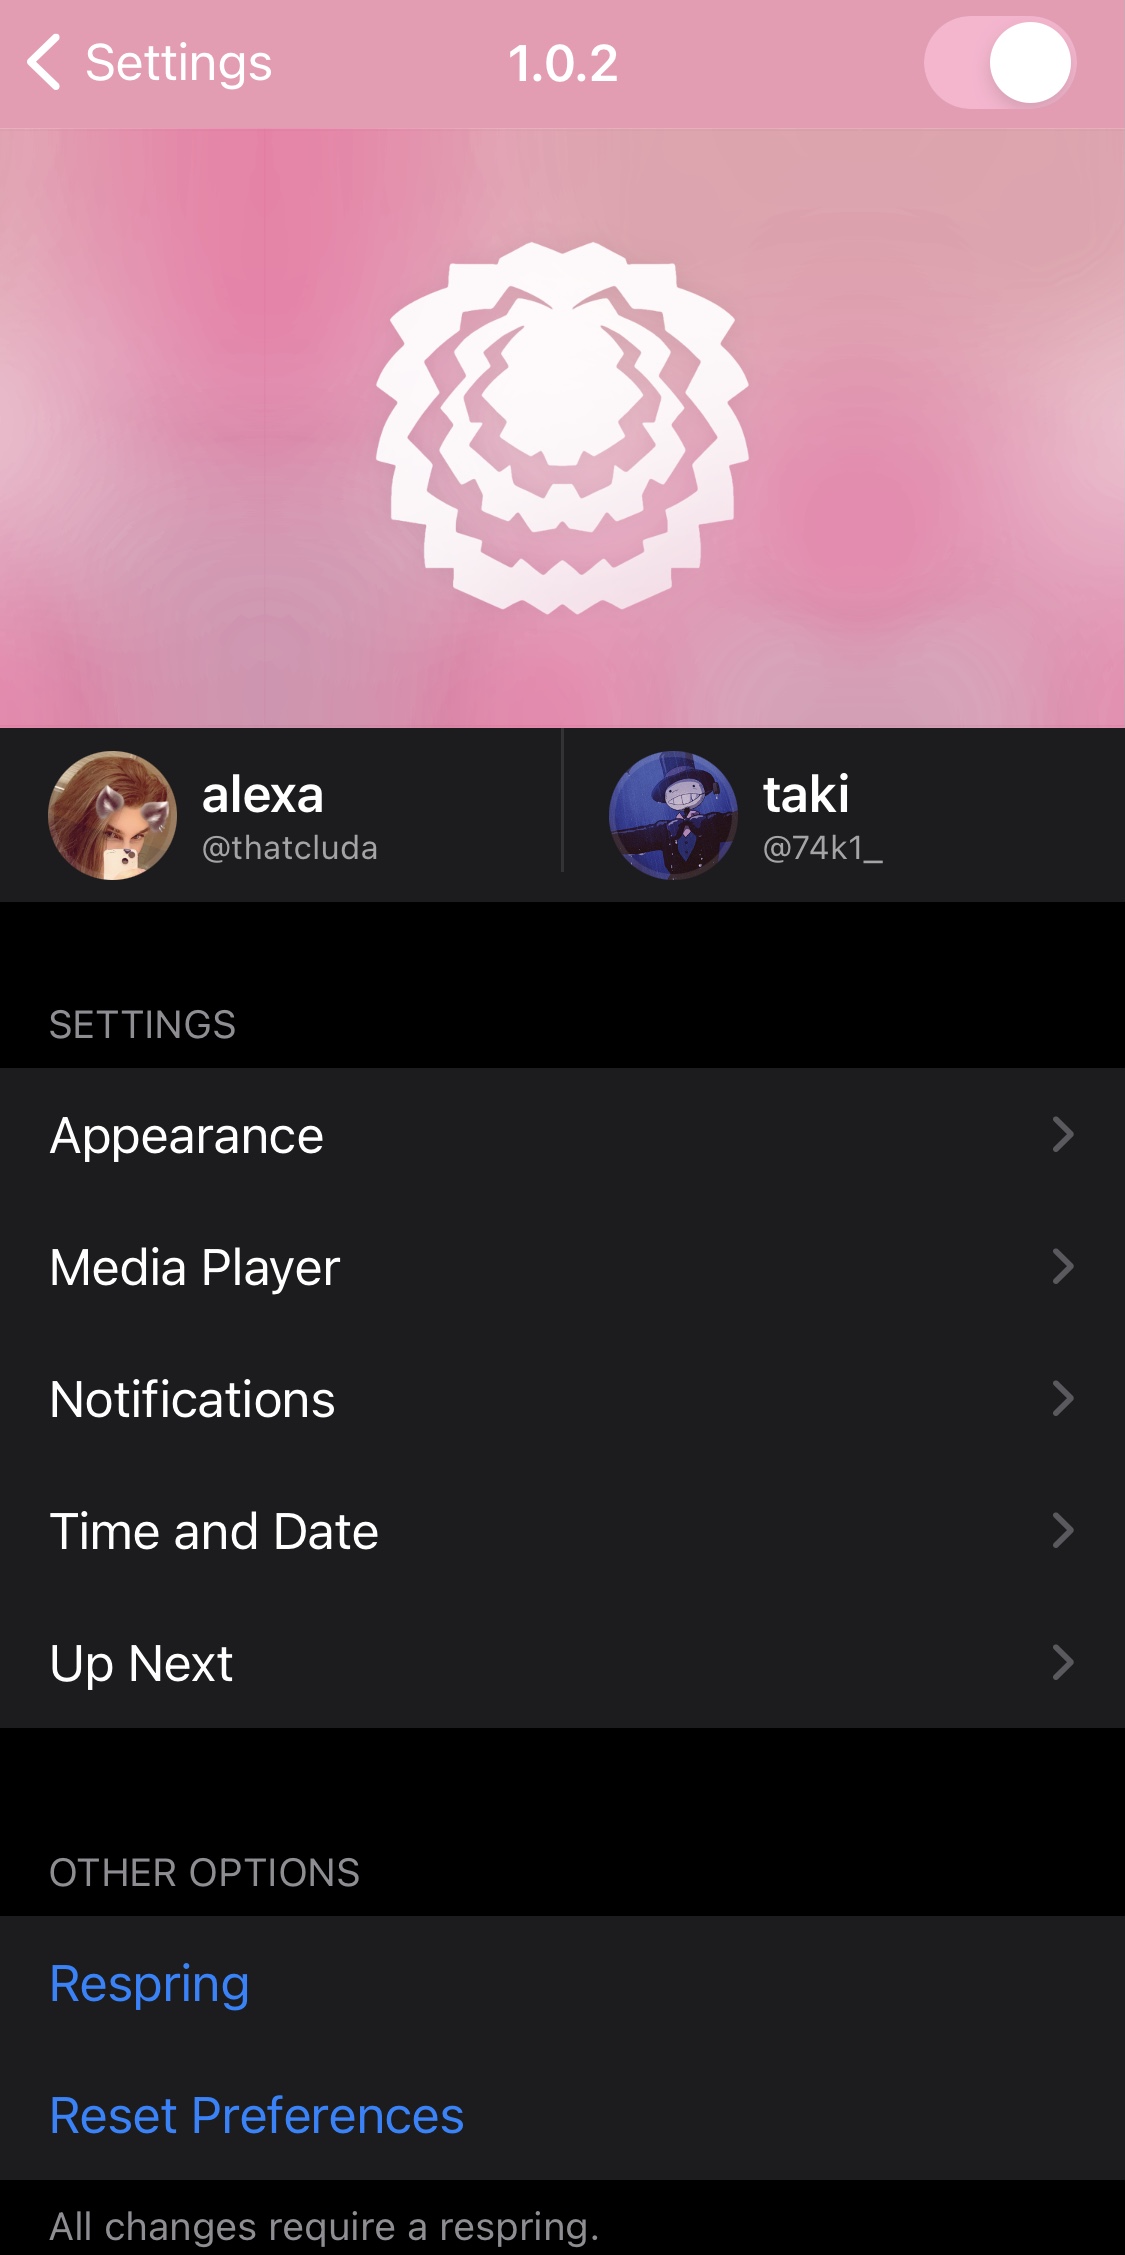 Settings
1.0.2
alexa
@thatcluda
taki
@74k1_
SETTINGS
Appearance
Media Player
Notifications
Time and Date
Up Next
OTHER OPTIONS
Respring
Reset Preferences
All changes require a respring.